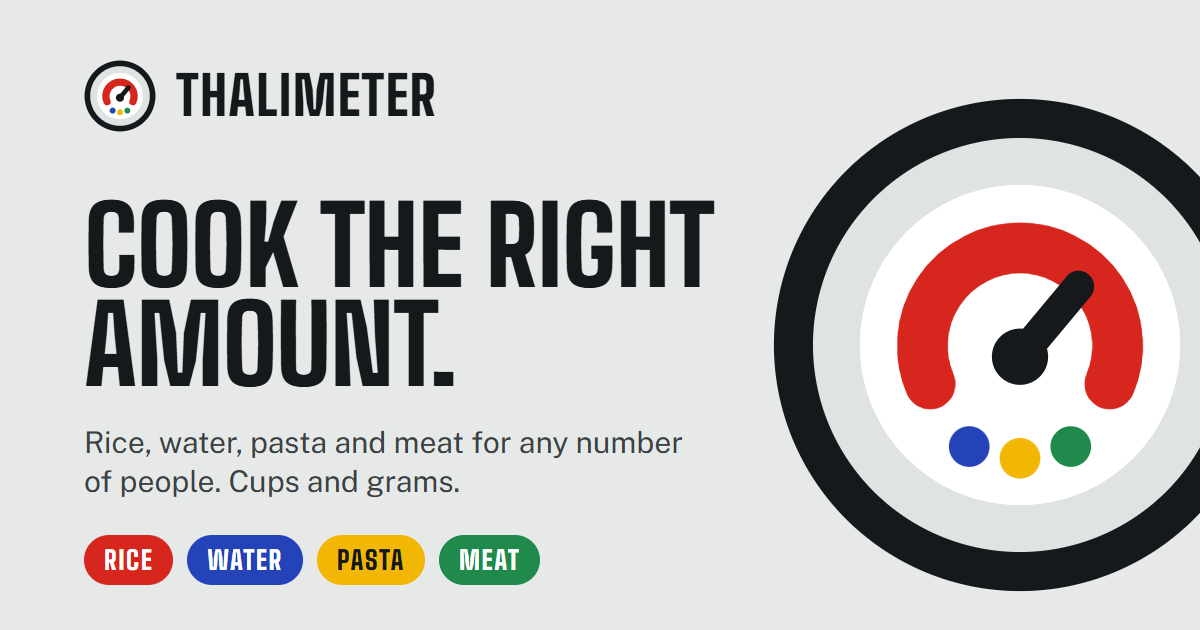 THALIMETER
COOK THE RIGHT
AMOUNT.
Rice, water, pasta and meat for any number
of people. Cups and grams.
RICE WATER PASTA MEAT